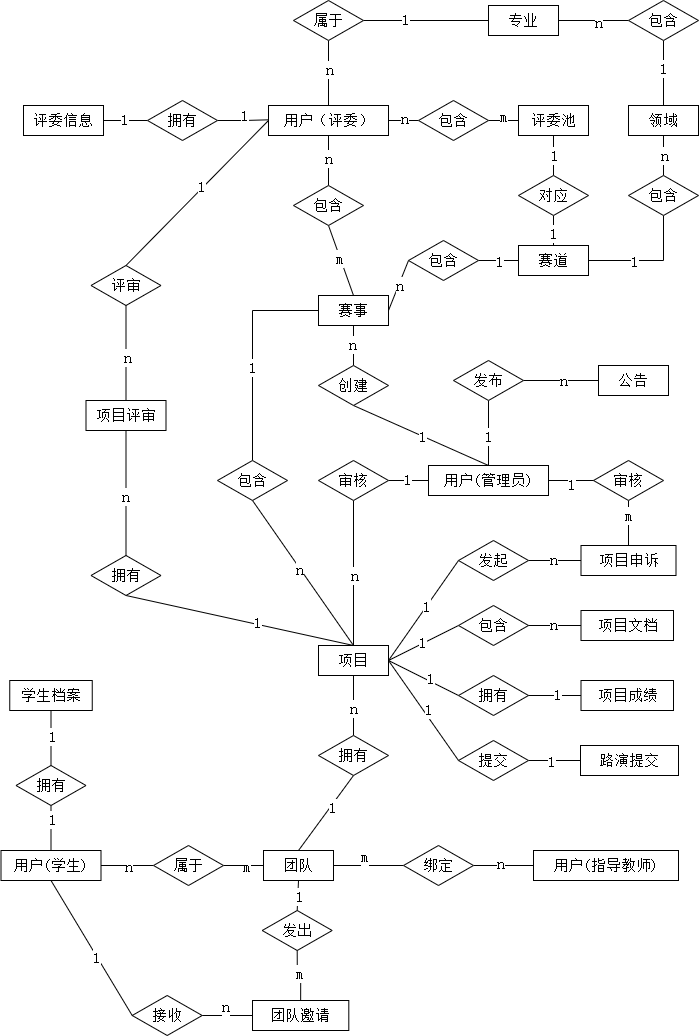 属于
1
专业
n
包含
n
1
评委信息
1
拥有
1
用户（评委）
n
包含
m
评委池
领域
1
n
1
n
包含
对应
包含
m
包含
1
1
1
n
赛道
评审
赛事
n
1
n
创建
发布
n
公告
项目评审
1
1
n
包含
审核
1
用户(管理员)
1
审核
m
n
n
发起
n
项目申诉
拥有
1
1
包含
n
项目文档
1
项目
1
拥有
1
项目成绩
学生档案
n
1
1
拥有
提交
1
路演提交
拥有
1
1
用户(学生)
n
属于
m
团队
m
绑定
n
用户(指导教师)
1
发出
1
m
接收
n
团队邀请